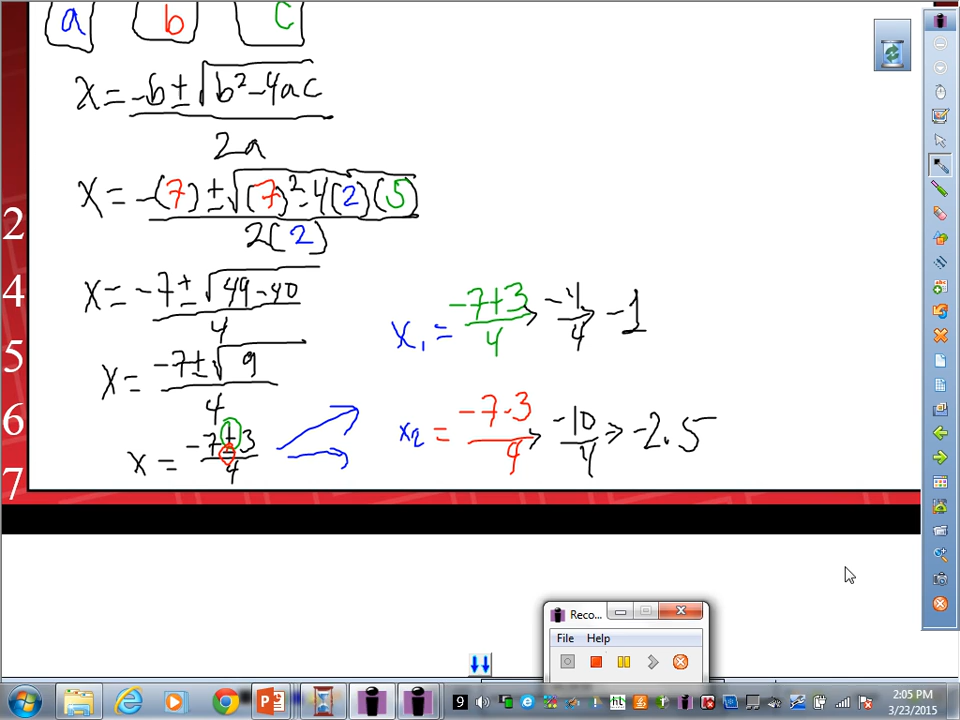 a b c
x = -b ± √b² - 4ac
2a
x = -(7) ± √(7)² - 4(2)(5)
2(2)
2
x = -7 ± √49 - 40
4
4
x₁ = -7+3 > -4 > -1
4 4
5
x = -7 ± √9
4
6
x₂ = -7-3 > -10 => -2.5
4 4
x = -7±3
4
7
Reco...
File Help
9
2:05 PM
3/23/2015